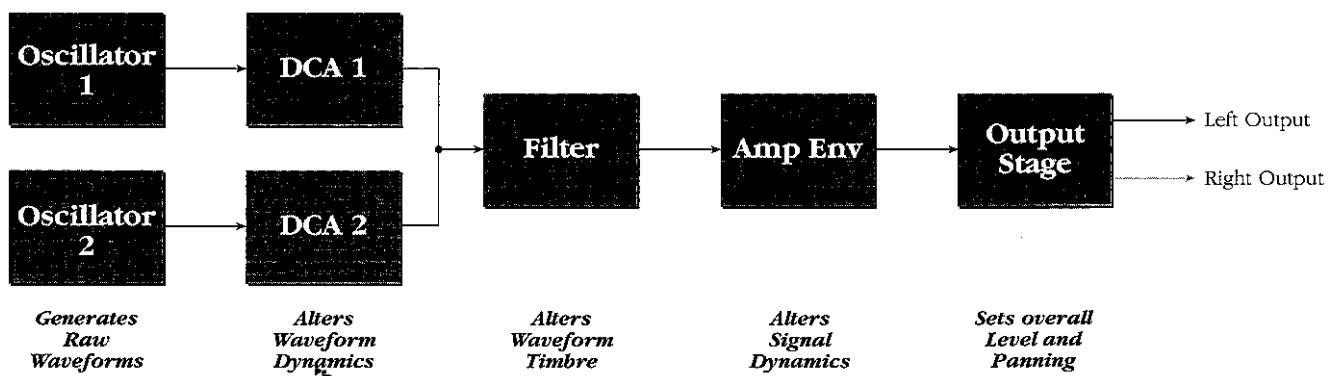 Oscillator
1
DCA 1
Oscillator
2
DCA 2
Filter
Amp Env
Output
Stage
Left Output
Right Output
Generates
Raw
Waveforms
Alters
Waveform
Dynamics
Alters
Waveform
Timbre
Alters
Signal
Dynamics
Sets overall
Level and
Panning